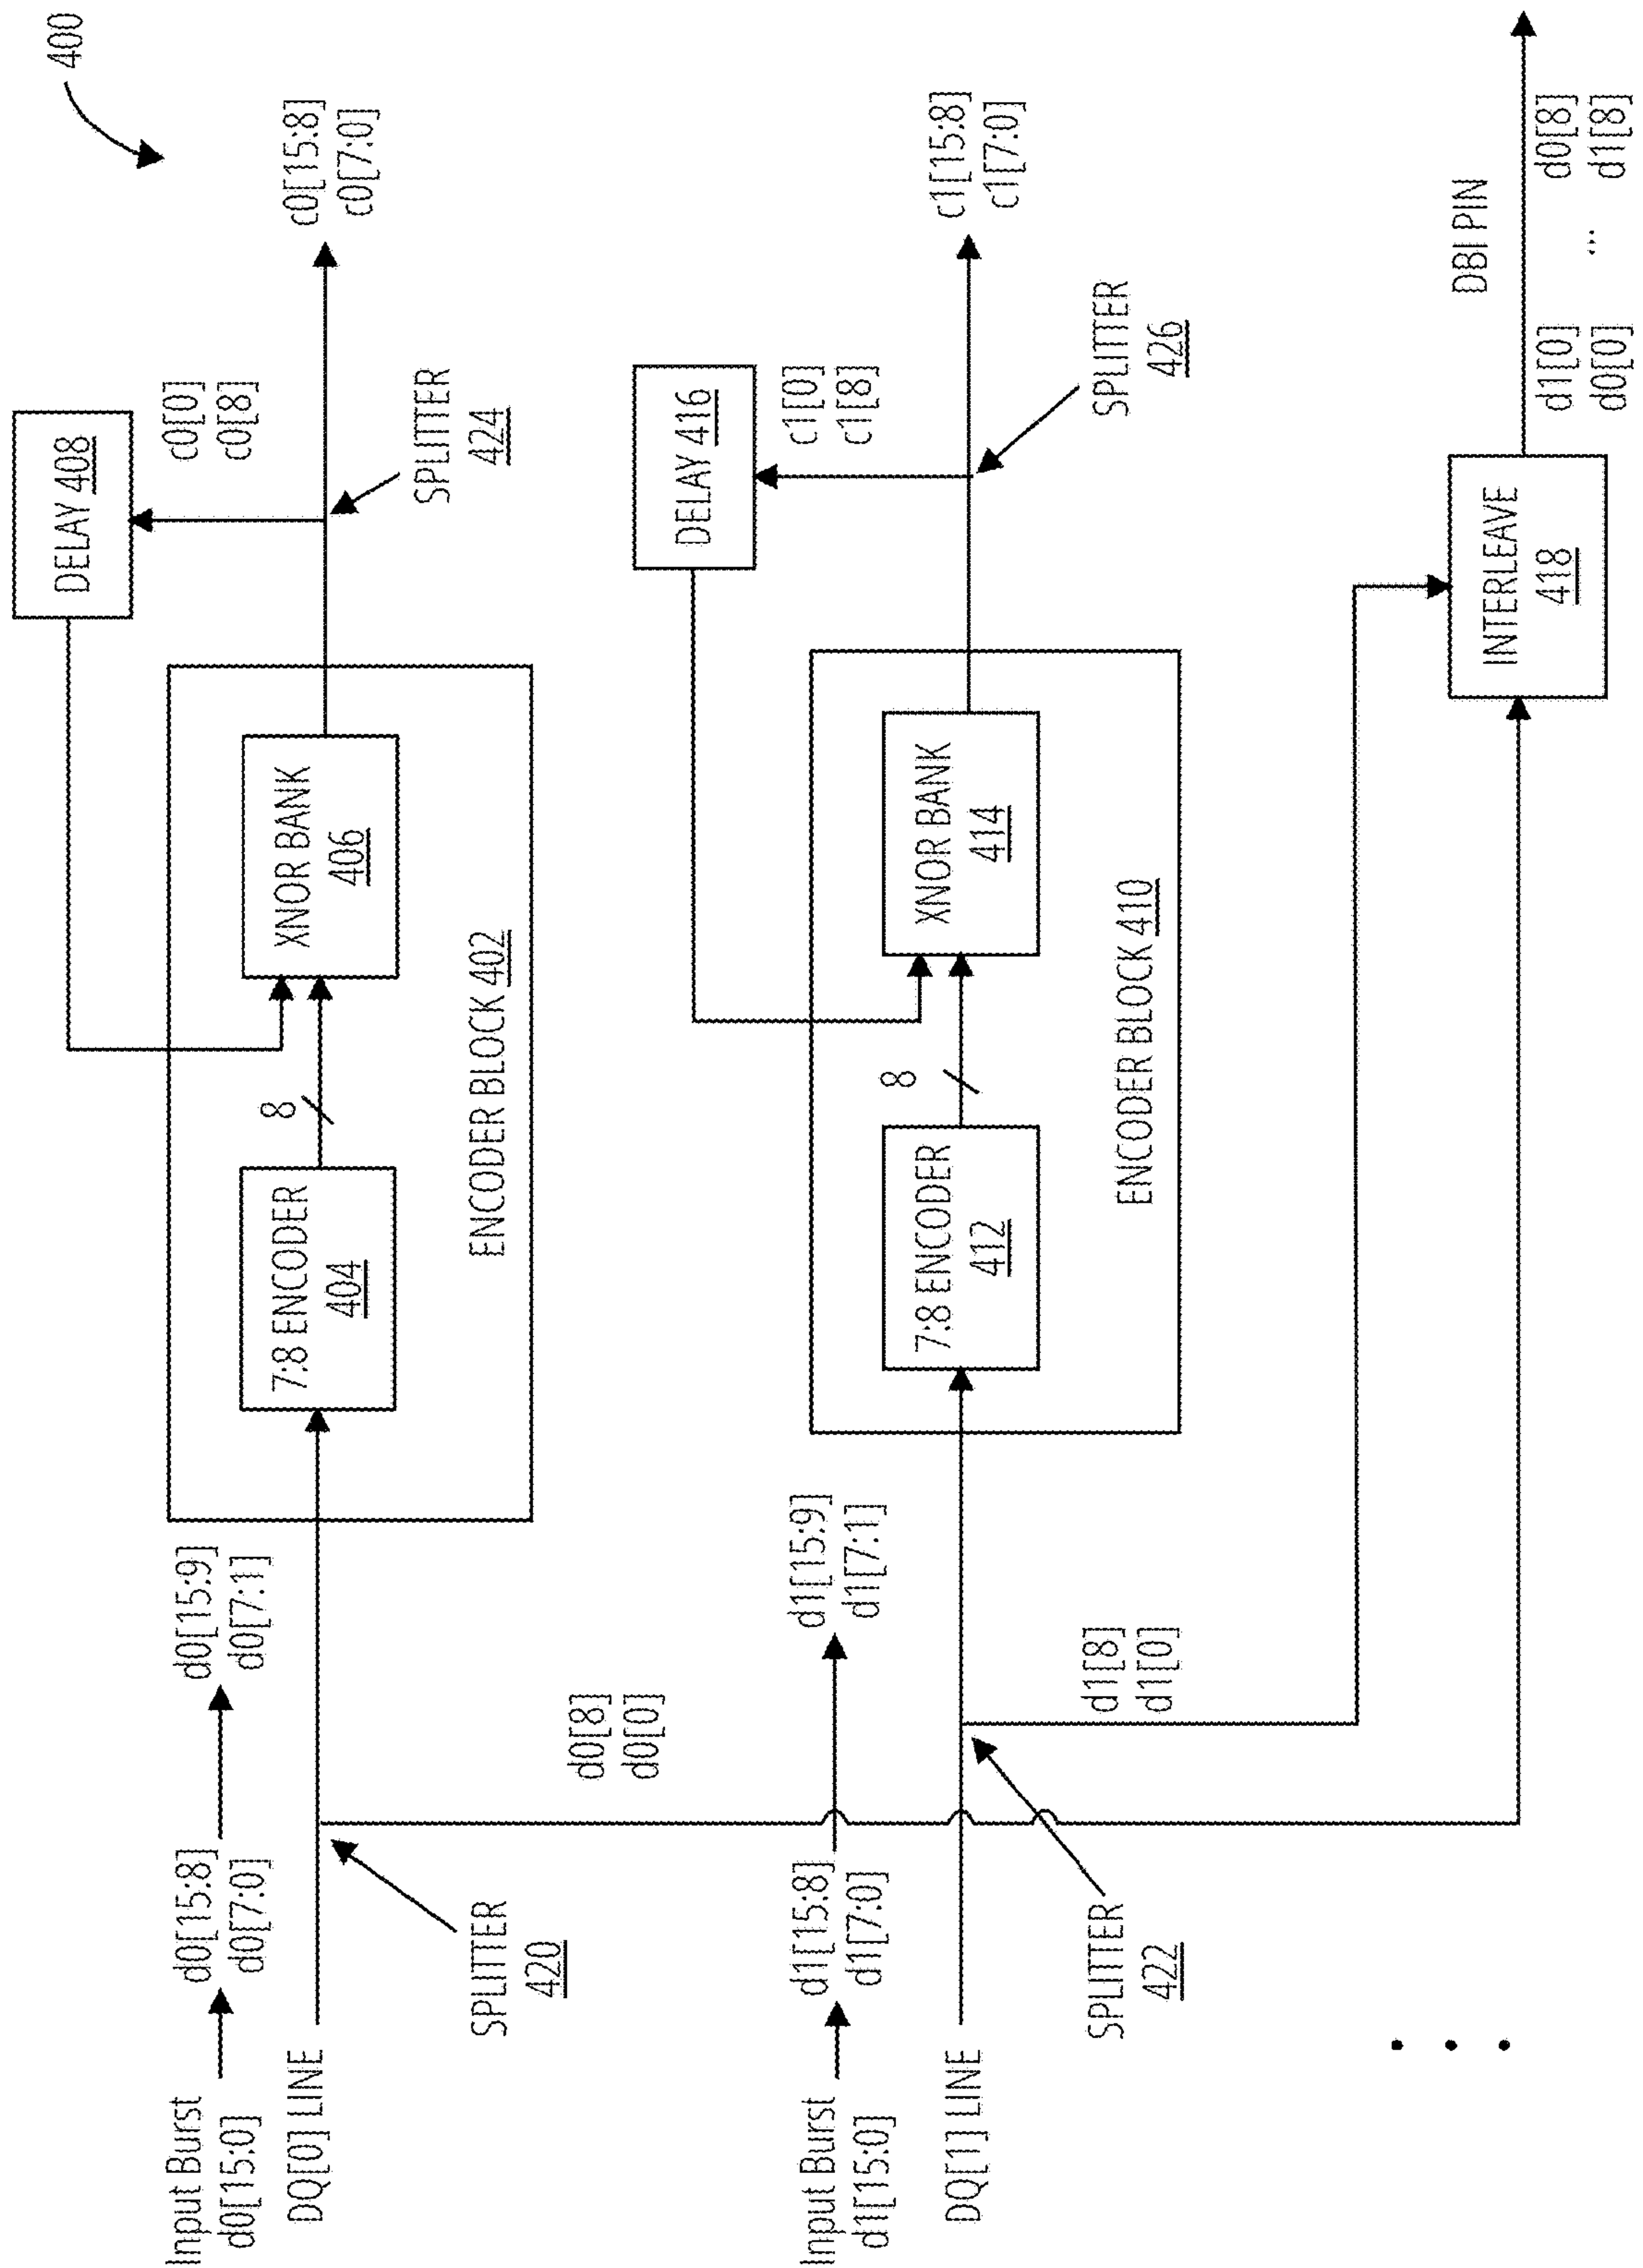 400
Input Burst
d0[15:0]
d0[15:8]
d0[7:0]
d0[15:9]
d0[7:1]
DQ[0] LINE
SPLITTER
420
d0[8]
d0[0]
7:8 ENCODER
404
8
XNOR BANK
406
ENCODER BLOCK 402
DELAY 408
c0[0]
c0[8]
SPLITTER
424
c0[15:8]
c0[7:0]
Input Burst
d1[15:0]
d1[15:8]
d1[7:0]
d1[15:9]
d1[7:1]
DQ[1] LINE
SPLITTER
422
d1[8]
d1[0]
7:8 ENCODER
412
8
XNOR BANK
414
ENCODER BLOCK 410
DELAY 416
c1[0]
c1[8]
SPLITTER
426
c1[15:8]
c1[7:0]
INTERLEAVE
418
DBI PIN
d1[0] ... d0[8]
d0[0] d1[8]